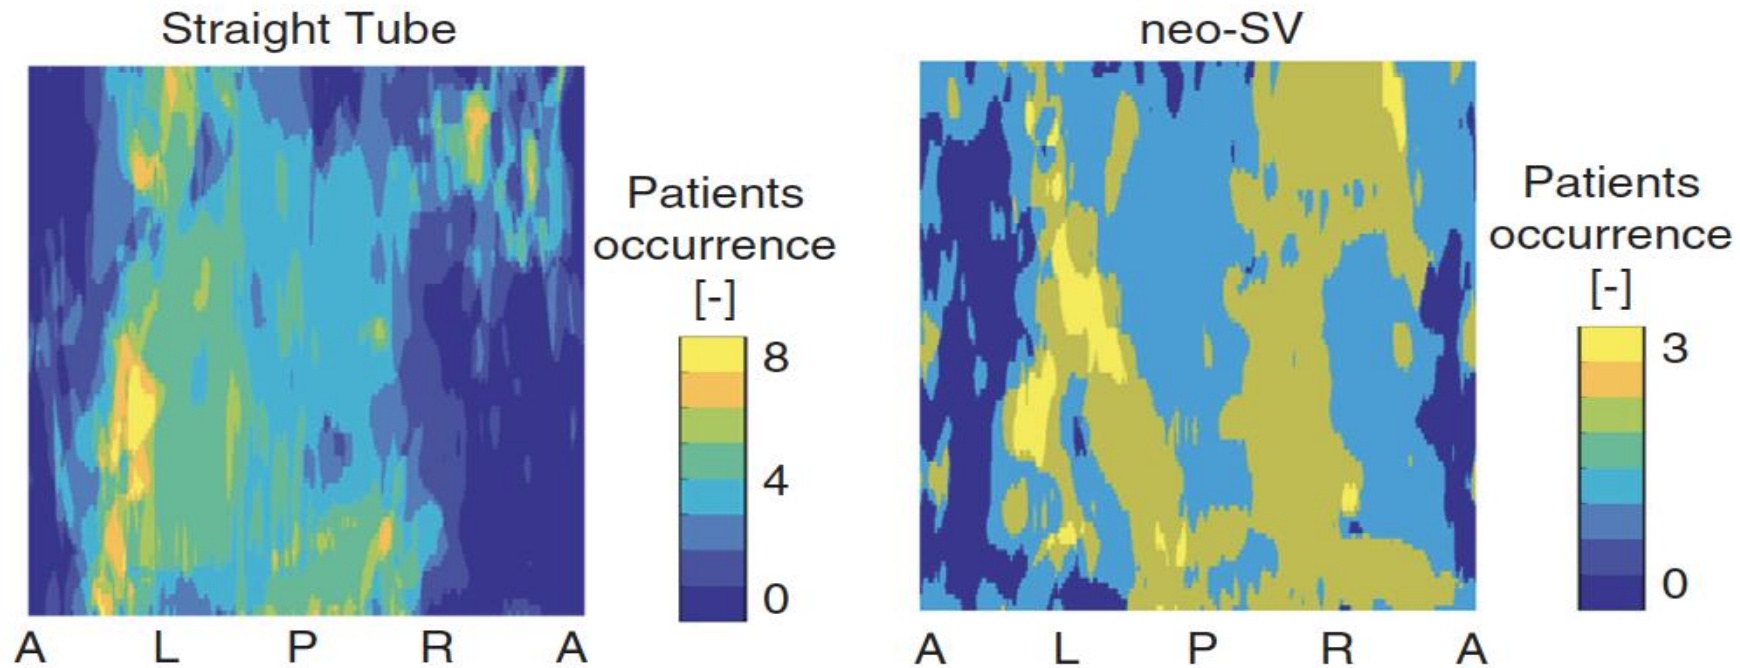 Straight Tube
neo-SV
Patients
occurrence
[-]
8
4
0
Patients
occurrence
[-]
3
0
A L P R A
A L P R A